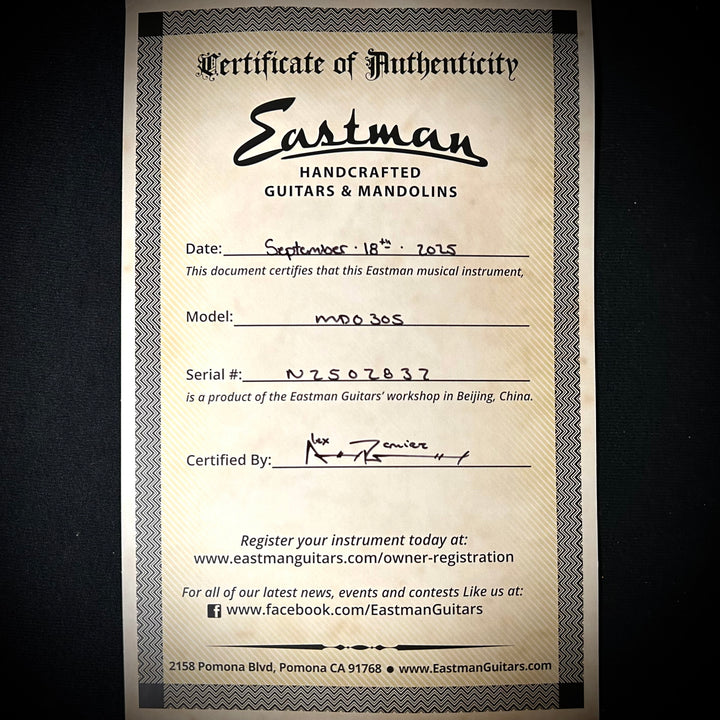 Certificate of Authenticity
Eastman
HANDCRAFTED
GUITARS & MANDOLINS
Date: September · 18th · 2025
This document certifies that this Eastman musical instrument,
Model: MDO305
Serial #: N2502832
is a product of the Eastman Guitars’ workshop in Beijing, China.
Certified By: Alex Ramirez
Register your instrument today at:
www.eastmanguitars.com/owner-registration
For all of our latest news, events and contests Like us at:
f www.facebook.com/EastmanGuitars
2158 Pomona Blvd, Pomona CA 91768 ● www.EastmanGuitars.com